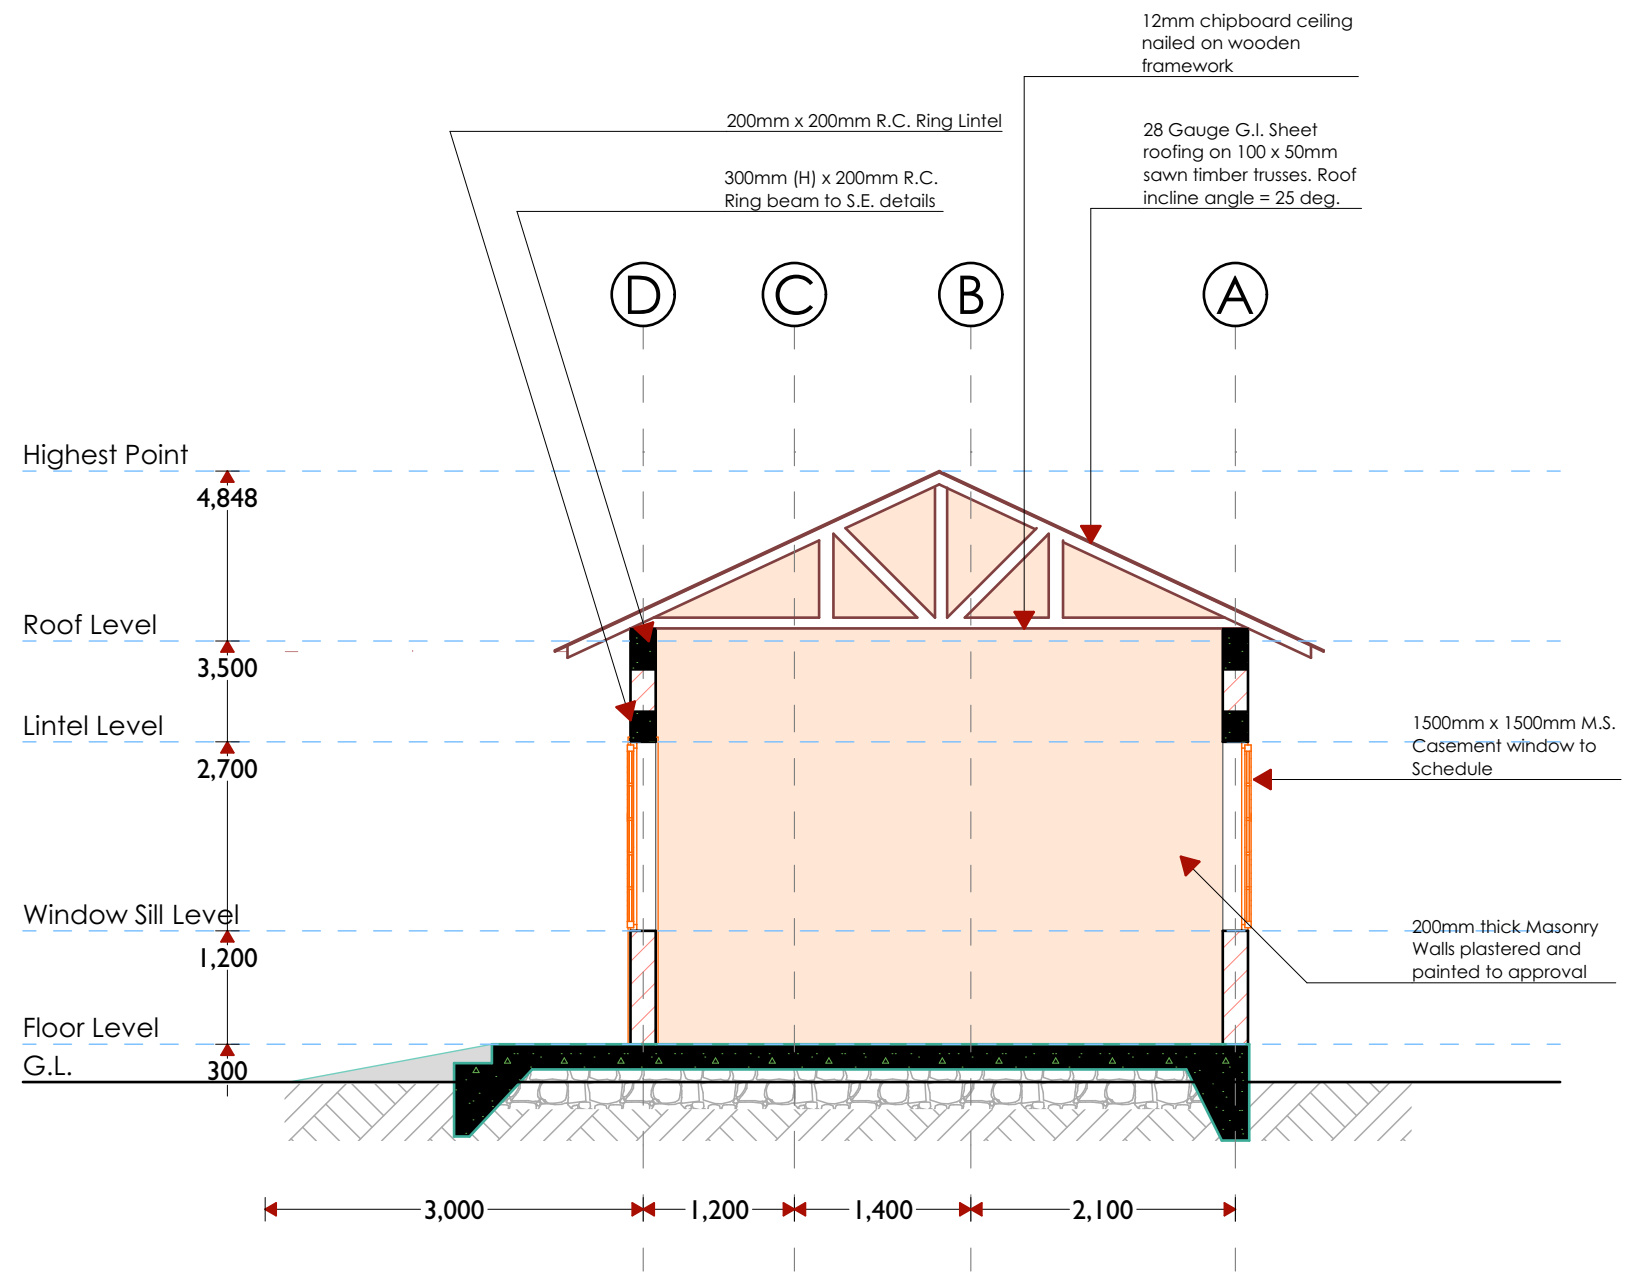 12mm chipboard ceiling
nailed on wooden
framework
200mm x 200mm R.C. Ring Lintel
28 Gauge G.I. Sheet
roofing on 100 x 50mm
sawn timber trusses. Roof
incline angle = 25 deg.
300mm (H) x 200mm R.C.
Ring beam to S.E. details
D
C
B
A
Highest Point
4,848
Roof Level
3,500
Lintel Level
2,700
1500mm x 1500mm M.S.
Casement window to
Schedule
Window Sill Level
1,200
200mm thick Masonry
Walls plastered and
painted to approval
Floor Level
G.L.
300
3,000
1,200
1,400
2,100